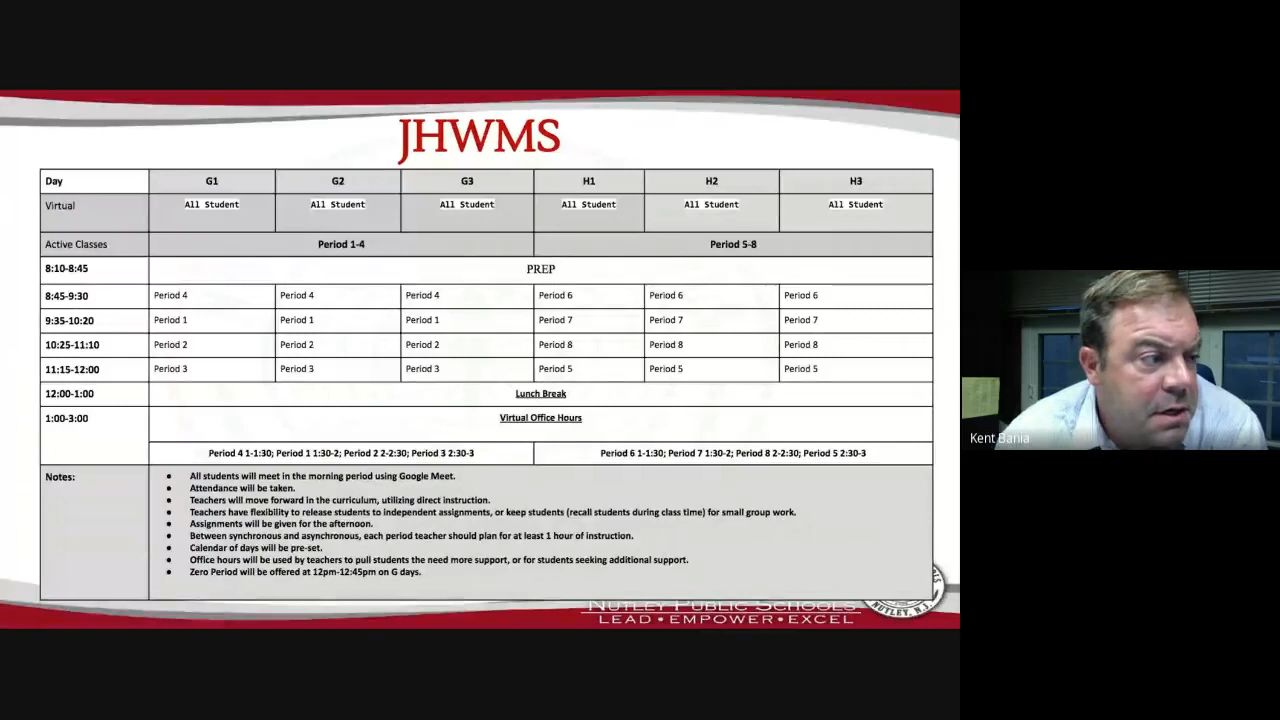 JHWMS
Day G1 G2 G3 H1 H2 H3
Virtual All Student All Student All Student All Student All Student All Student
Active Classes Period 1-4 Period 5-8
8:10-8:45 PREP
8:45-9:30 Period 4 Period 4 Period 4 Period 6 Period 6 Period 6
9:35-10:20 Period 1 Period 1 Period 1 Period 7 Period 7 Period 7
10:25-11:10 Period 2 Period 2 Period 2 Period 8 Period 8 Period 8
11:15-12:00 Period 3 Period 3 Period 3 Period 5 Period 5 Period 5
12:00-1:00 Lunch Break
1:00-3:00 Virtual Office Hours
Period 4 1-1:30; Period 1 1:30-2; Period 2 2-2:30; Period 3 2:30-3 Period 6 1-1:30; Period 7 1:30-2; Period 8 2-2:30; Period 5 2:30-3
Notes: • All students will meet in the morning period using Google Meet.
• Attendance will be taken.
• Teachers will move forward in the curriculum, utilizing direct instruction.
• Teachers have flexibility to release students to independent assignments, or keep students (recall students during class time) for small group work.
• Assignments will be given for the afternoon.
• Between synchronous and asynchronous, each period teacher should plan for at least 1 hour of instruction.
• Calendar of days will be pre-set.
• Office hours will be used by teachers to pull students the need more support, or for students seeking additional support.
• Zero Period will be offered at 12pm-12:45pm on G days.
NUTLEY PUBLIC SCHOOLS
LEAD • EMPOWER • EXCEL
NUTLEY, N.J.
Kent Bania